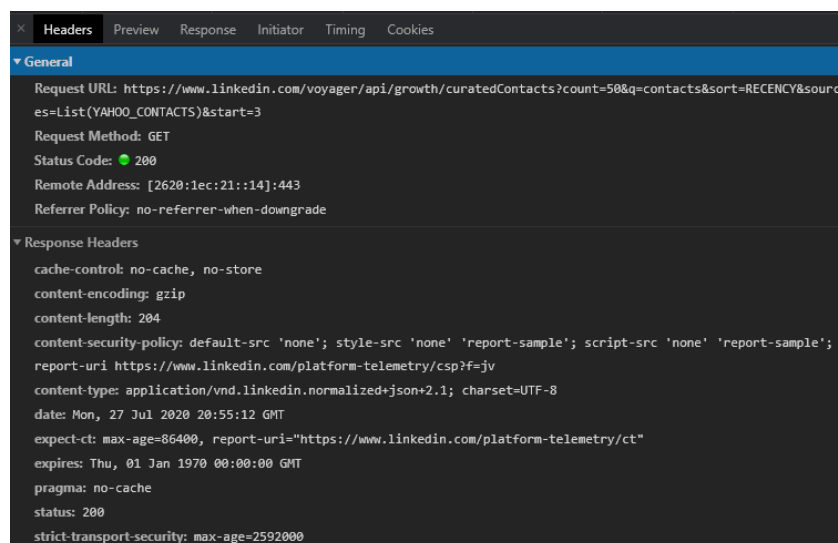 × Headers Preview Response Initiator Timing Cookies
▼ General
Request URL: https://www.linkedin.com/voyager/api/growth/curatedContacts?count=50&q=contacts&sort=RECENCY&sourc
es=List(YAHOO_CONTACTS)&start=3
Request Method: GET
Status Code: 200
Remote Address: [2620:1ec:21::14]:443
Referrer Policy: no-referrer-when-downgrade
▼ Response Headers
cache-control: no-cache, no-store
content-encoding: gzip
content-length: 204
content-security-policy: default-src 'none'; style-src 'none' 'report-sample'; script-src 'none' 'report-sample';
report-uri https://www.linkedin.com/platform-telemetry/csp?f=jv
content-type: application/vnd.linkedin.normalized+json+2.1; charset=UTF-8
date: Mon, 27 Jul 2020 20:55:12 GMT
expect-ct: max-age=86400, report-uri="https://www.linkedin.com/platform-telemetry/ct"
expires: Thu, 01 Jan 1970 00:00:00 GMT
pragma: no-cache
status: 200
strict-transport-security: max-age=2592000